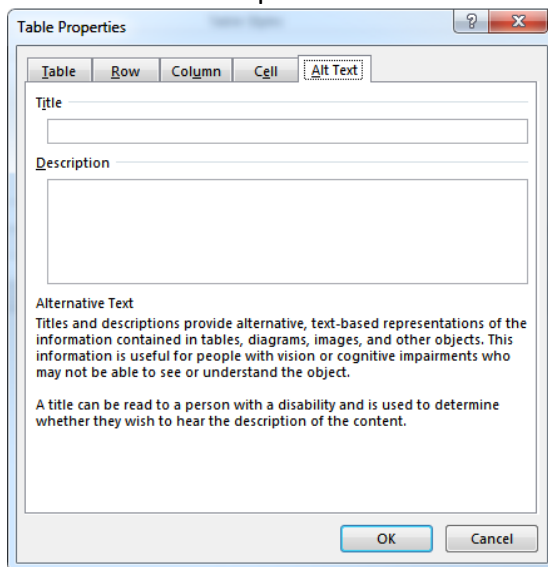 Table Properties
? X
Table Row Column Cell Alt Text
Title
Description
Alternative Text
Titles and descriptions provide alternative, text-based representations of the
information contained in tables, diagrams, images, and other objects. This
information is useful for people with vision or cognitive impairments who
may not be able to see or understand the object.
A title can be read to a person with a disability and is used to determine
whether they wish to hear the description of the content.
OK Cancel